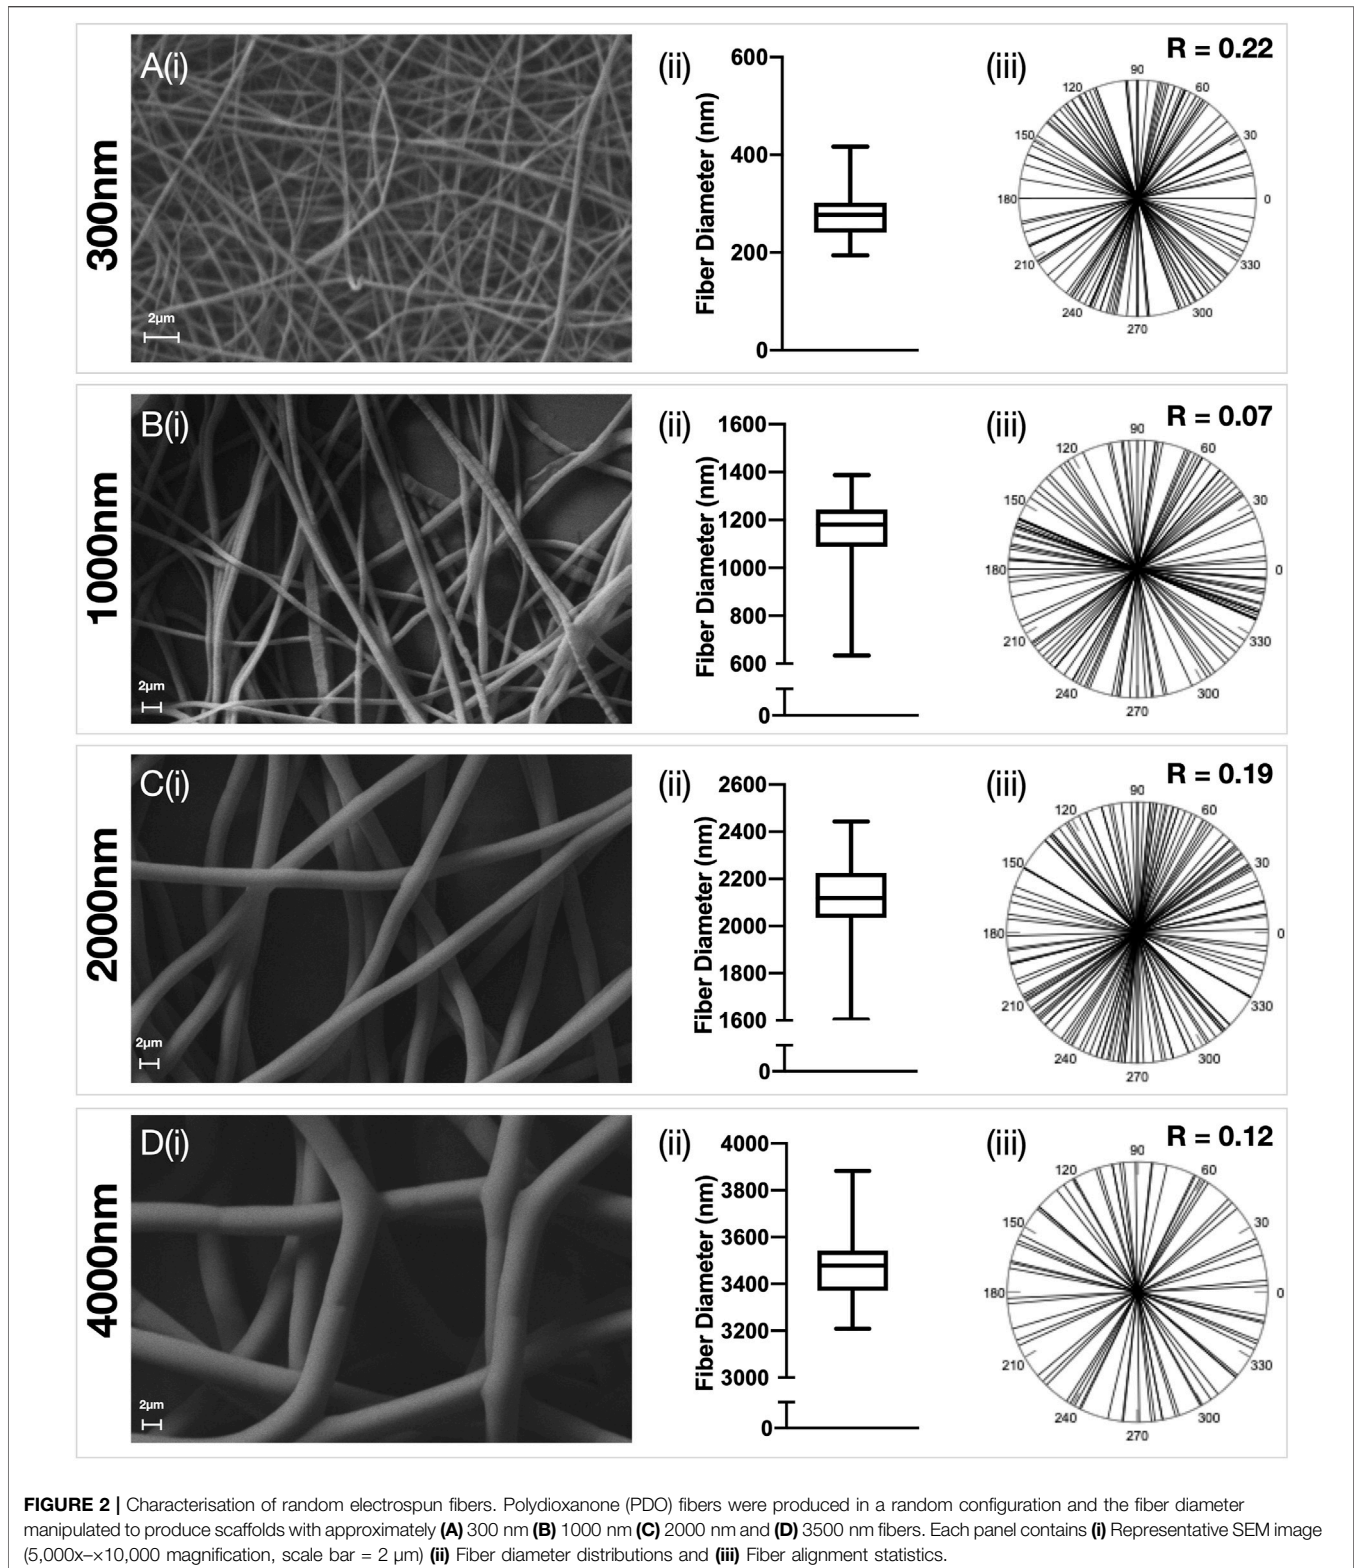 300nm
A(i)
2µm
(ii)
Fiber Diameter (nm)
600
400
200
0
(iii)
R = 0.22
90
120
60
150
30
180
0
210
330
240
300
270
1000nm
B(i)
2µm
(ii)
Fiber Diameter (nm)
1600
1400
1200
1000
800
600
0
(iii)
R = 0.07
90
120
60
150
30
180
0
210
330
240
300
270
2000nm
C(i)
2µm
(ii)
Fiber Diameter (nm)
2600
2400
2200
2000
1800
1600
0
(iii)
R = 0.19
90
120
60
150
30
180
0
210
330
240
300
270
4000nm
D(i)
2µm
(ii)
Fiber Diameter (nm)
4000
3800
3600
3400
3200
3000
0
(iii)
R = 0.12
90
120
60
150
30
180
0
210
330
240
300
270
FIGURE 2 | Characterisation of random electrospun fibers. Polydioxanone (PDO) fibers were produced in a random configuration and the fiber diameter
manipulated to produce scaffolds with approximately (A) 300 nm (B) 1000 nm (C) 2000 nm and (D) 3500 nm fibers. Each panel contains (i) Representative SEM image
(5,000x–×10,000 magnification, scale bar = 2 µm) (ii) Fiber diameter distributions and (iii) Fiber alignment statistics.